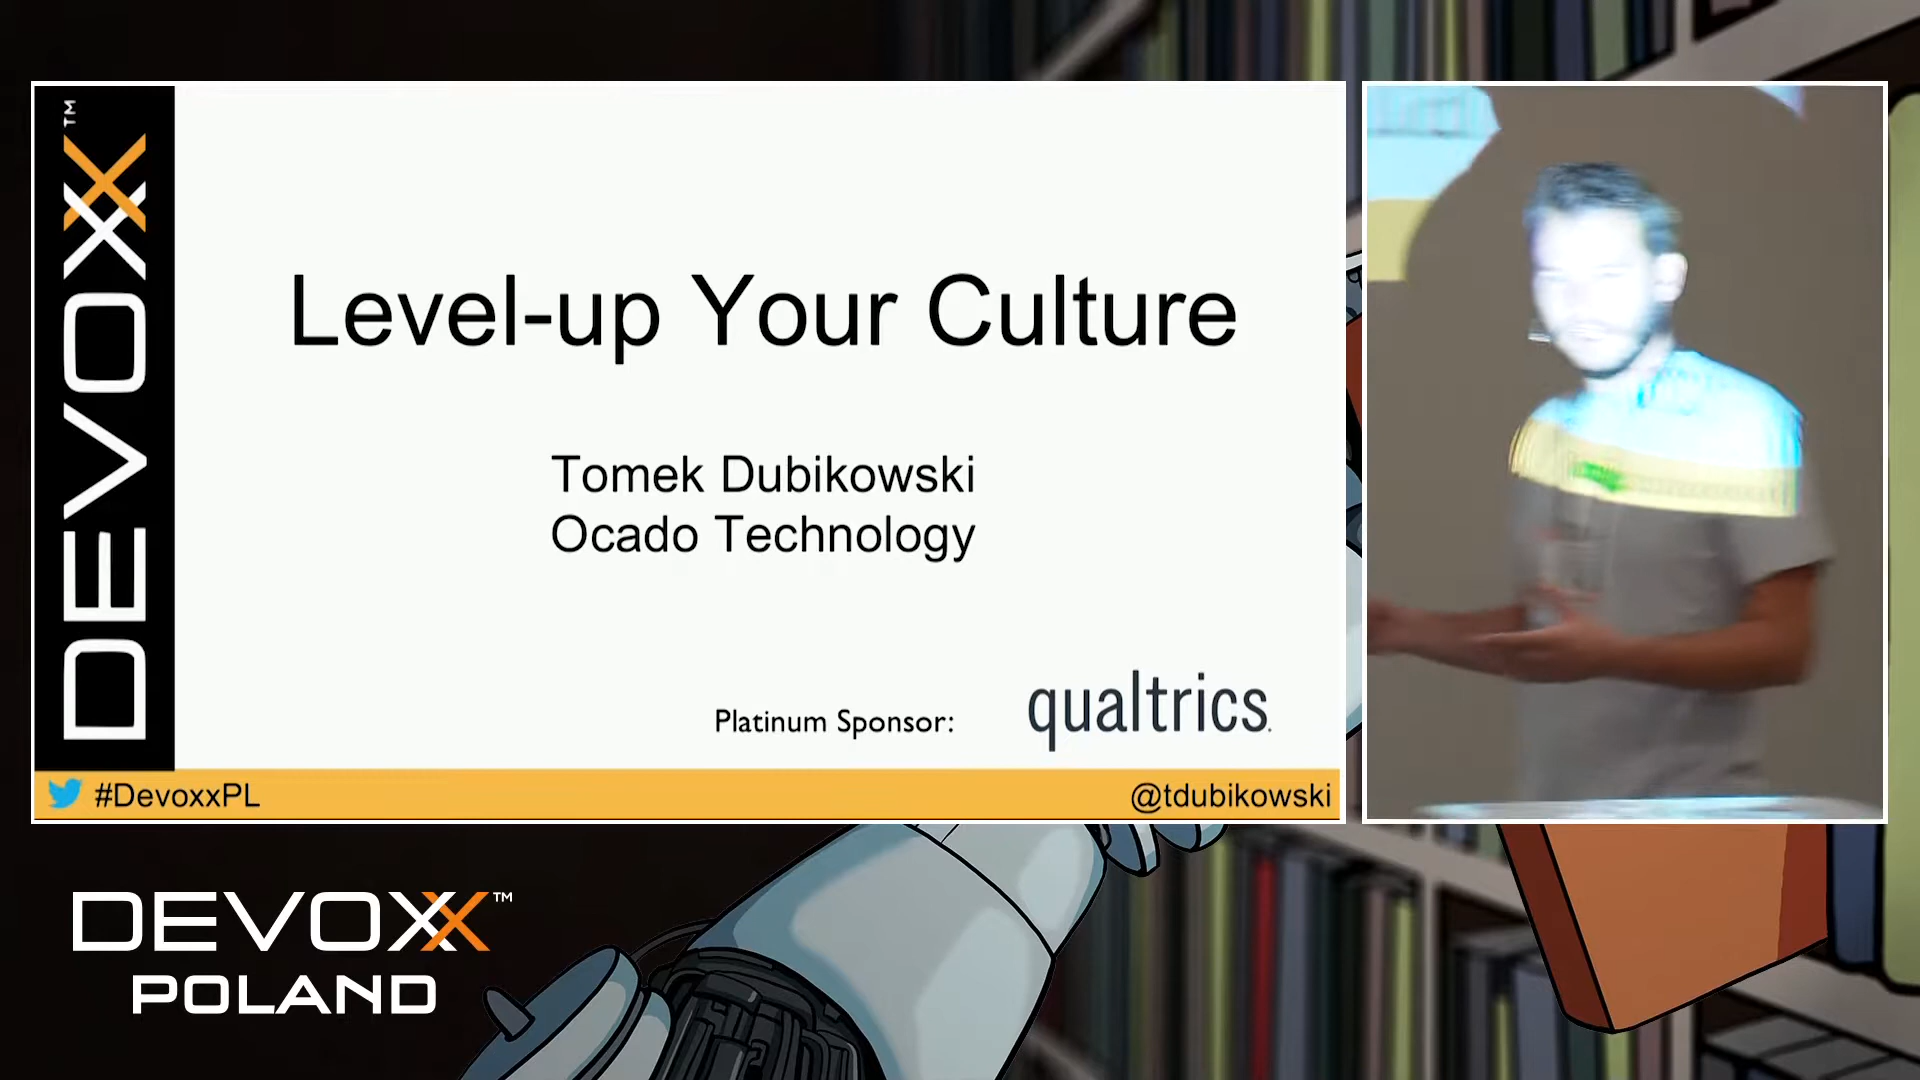 DEVOXX™
Level-up Your Culture
Tomek Dubikowski
Ocado Technology
Platinum Sponsor:
qualtrics.
#DevoxxPL
@tdubikowski
DEVOXX™
POLAND